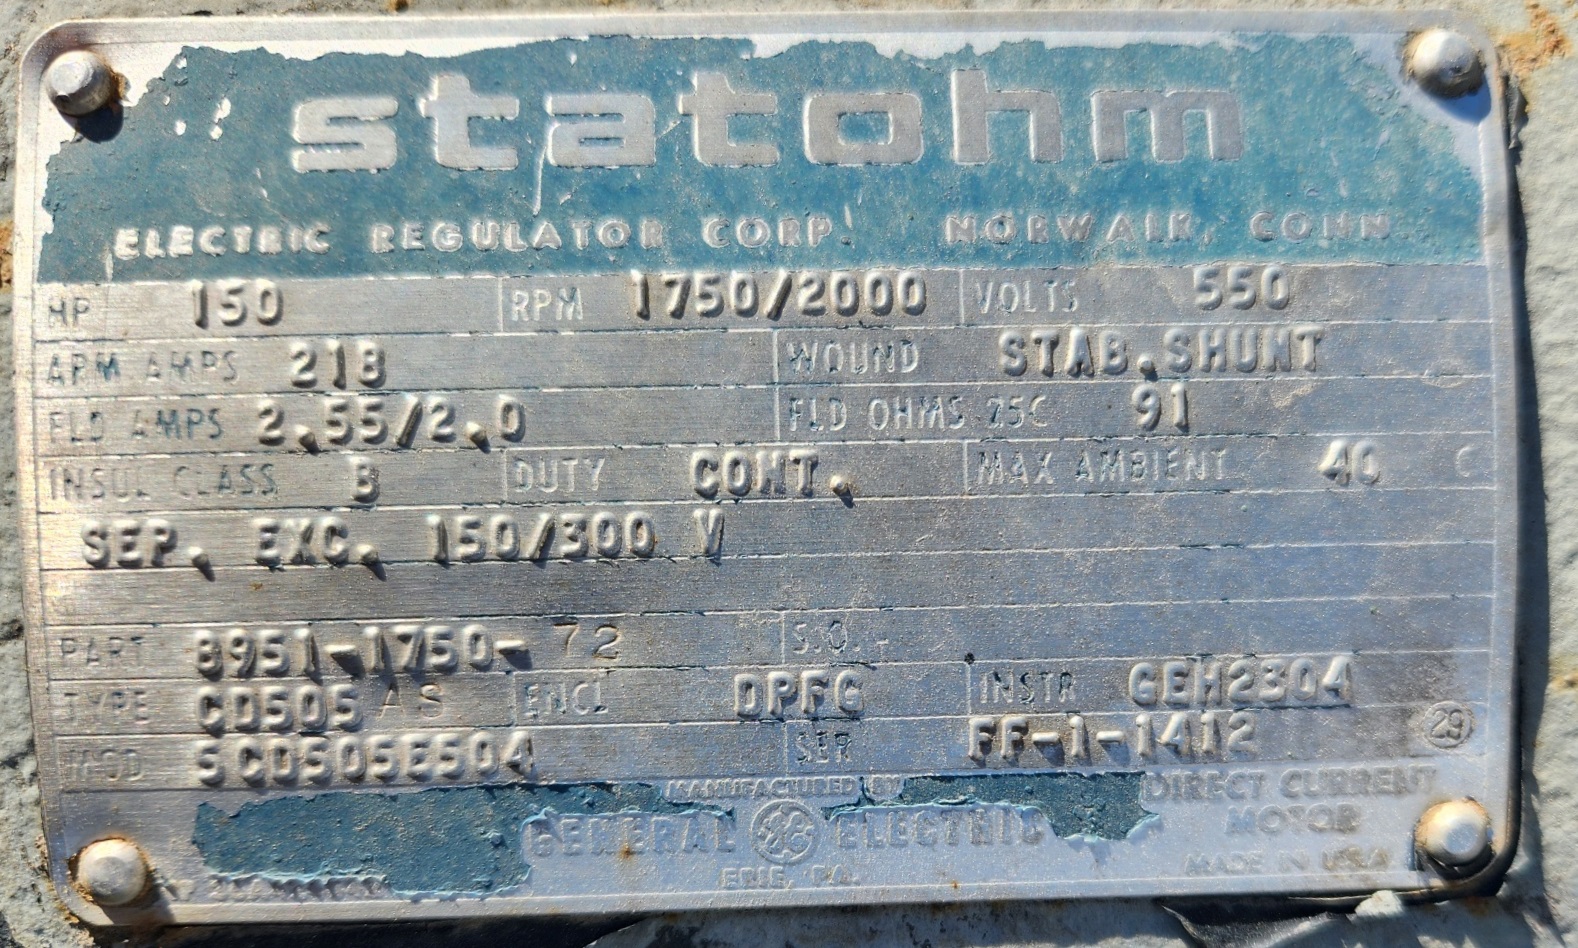 statohm
ELECTRIC REGULATOR CORP. NORWALK, CONN.
HP 150 RPM 1750/2000 VOLTS 550
ARM AMPS 218 WOUND STAB.SHUNT
FLD AMPS 2.55/2.0 FLD OHMS 25C 91
INSUL CLASS B DUTY CONT. MAX AMBIENT 40 C
SEP. EXC. 150/300 V
PART 8951-1750-72 S.O.
TYPE CD505AS ENCL DPFG INSTR GEH2304
MOD 5CD505E504 SER FF-1-1412 29
MANUFACTURED BY DIRECT CURRENT
GENERAL GE ELECTRIC MOTOR
ERIE, PA. MADE IN U.S.A.